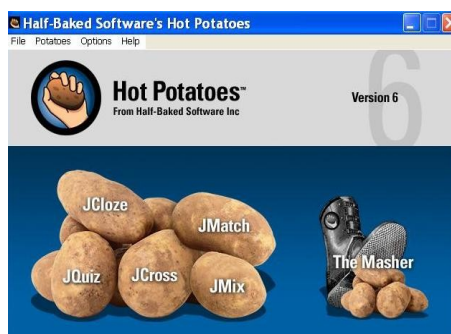 Half-Baked Software's Hot Potatoes
File Potatoes Options Help
Hot Potatoes™
From Half-Baked Software Inc
Version 6
6
JCloze
JMatch
JQuiz
JCross
JMix
The Masher